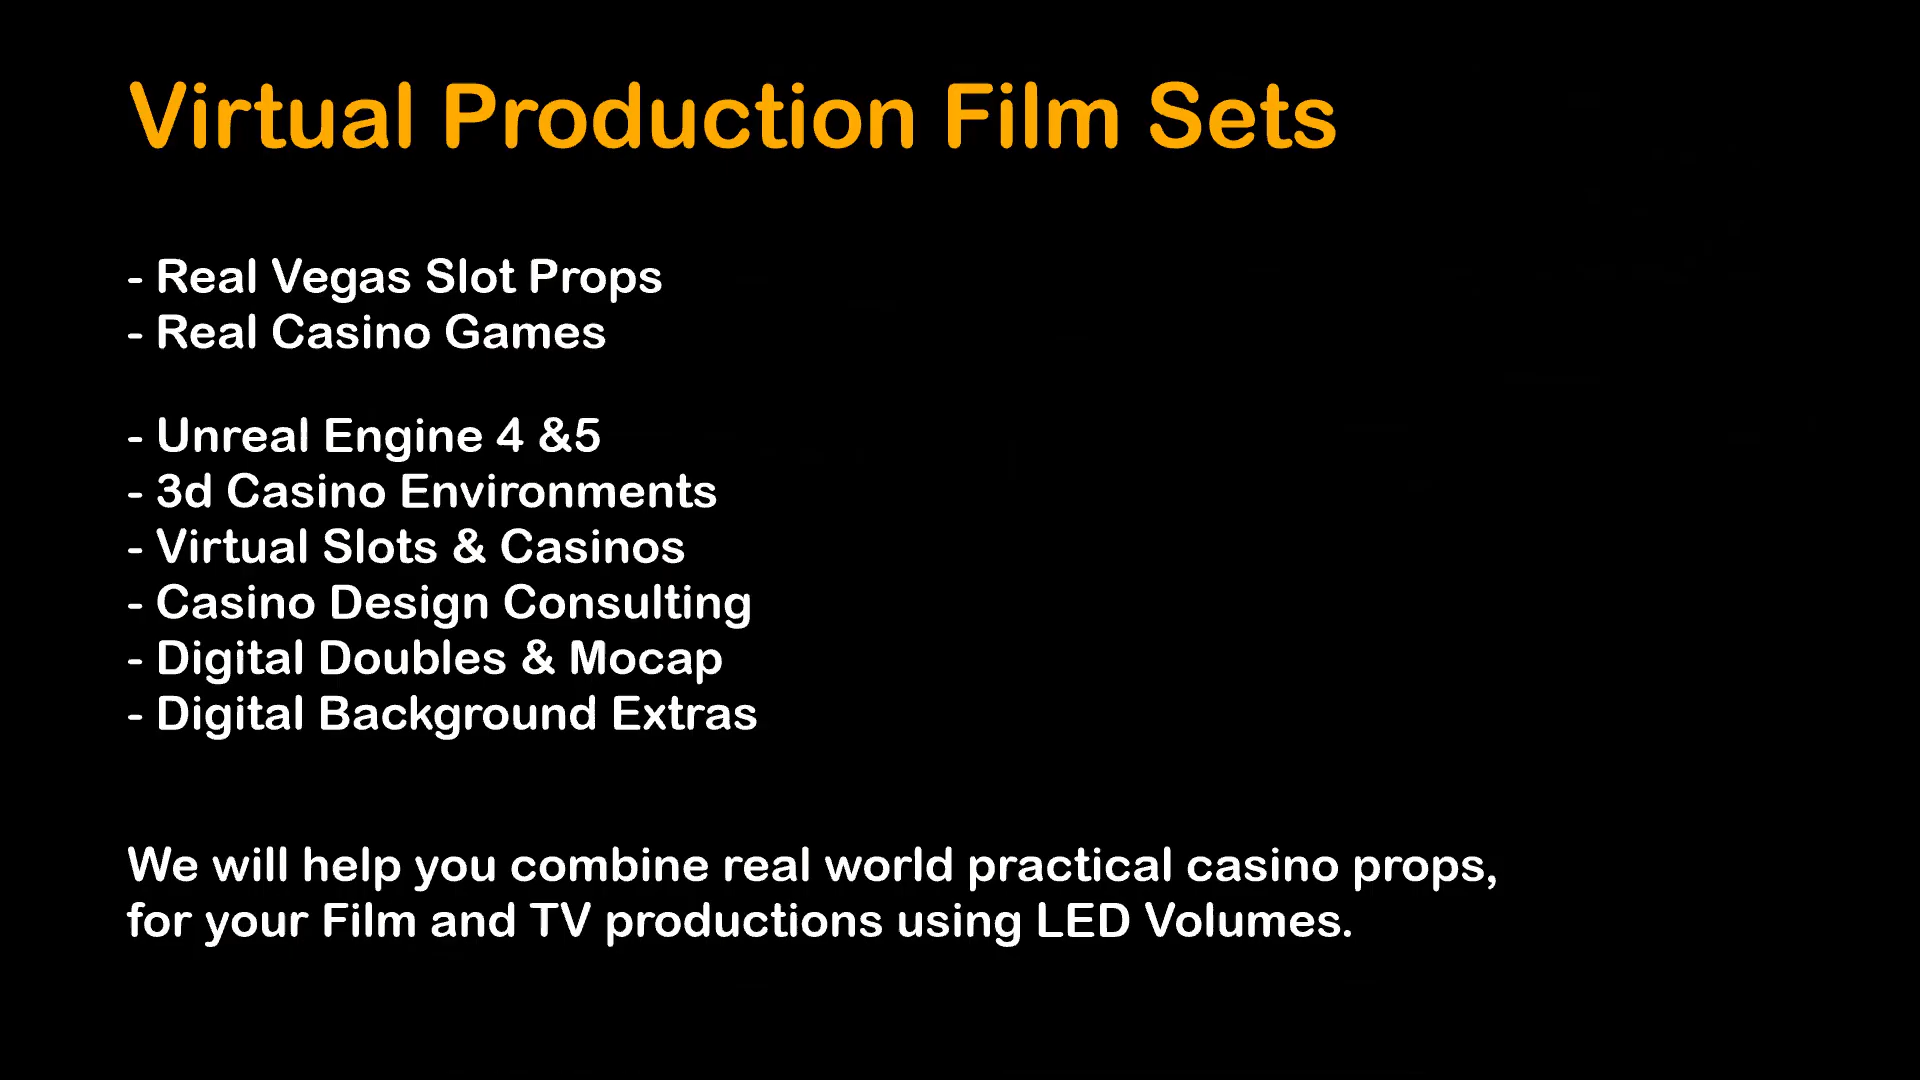 Virtual Production Film Sets
- Real Vegas Slot Props
- Real Casino Games
- Unreal Engine 4 &5
- 3d Casino Environments
- Virtual Slots & Casinos
- Casino Design Consulting
- Digital Doubles & Mocap
- Digital Background Extras
We will help you combine real world practical casino props,
for your Film and TV productions using LED Volumes.